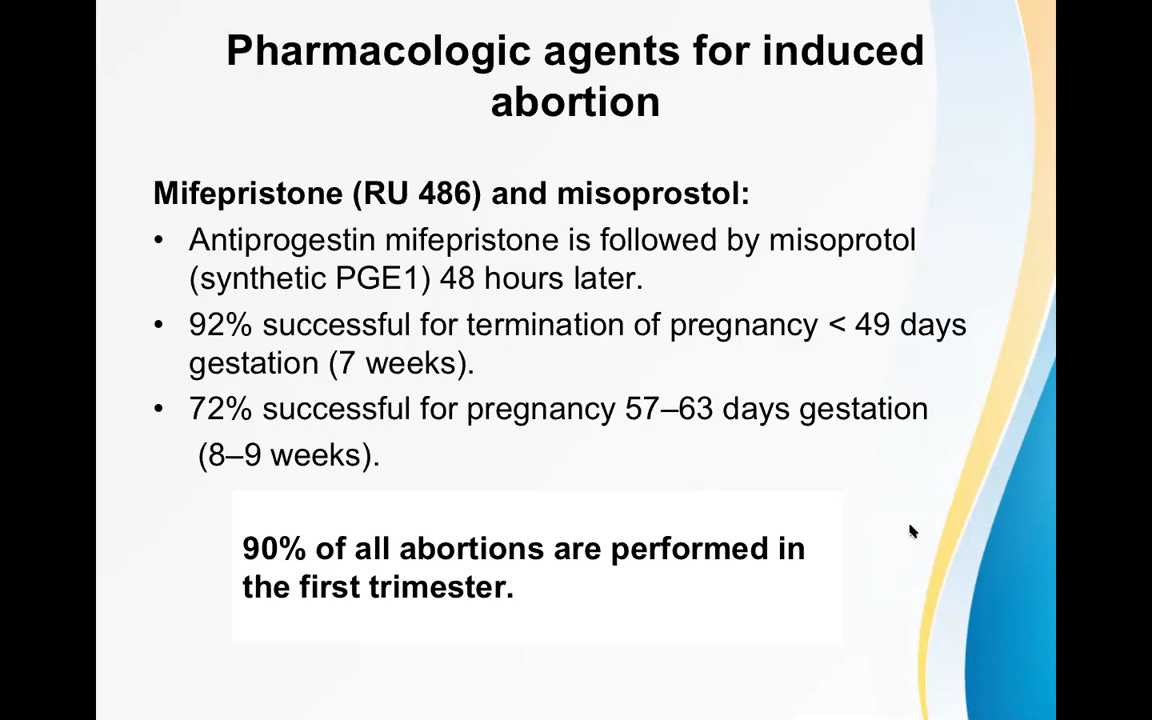 Pharmacologic agents for induced
abortion
Mifepristone (RU 486) and misoprostol:
• Antiprogestin mifepristone is followed by misoprotol
(synthetic PGE1) 48 hours later.
• 92% successful for termination of pregnancy < 49 days
gestation (7 weeks).
• 72% successful for pregnancy 57–63 days gestation
(8–9 weeks).
90% of all abortions are performed in
the first trimester.